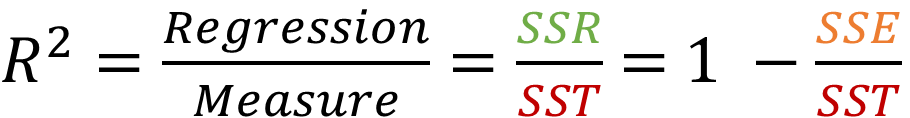 R² = Regression / Measure = SSR / SST = 1 − SSE / SST